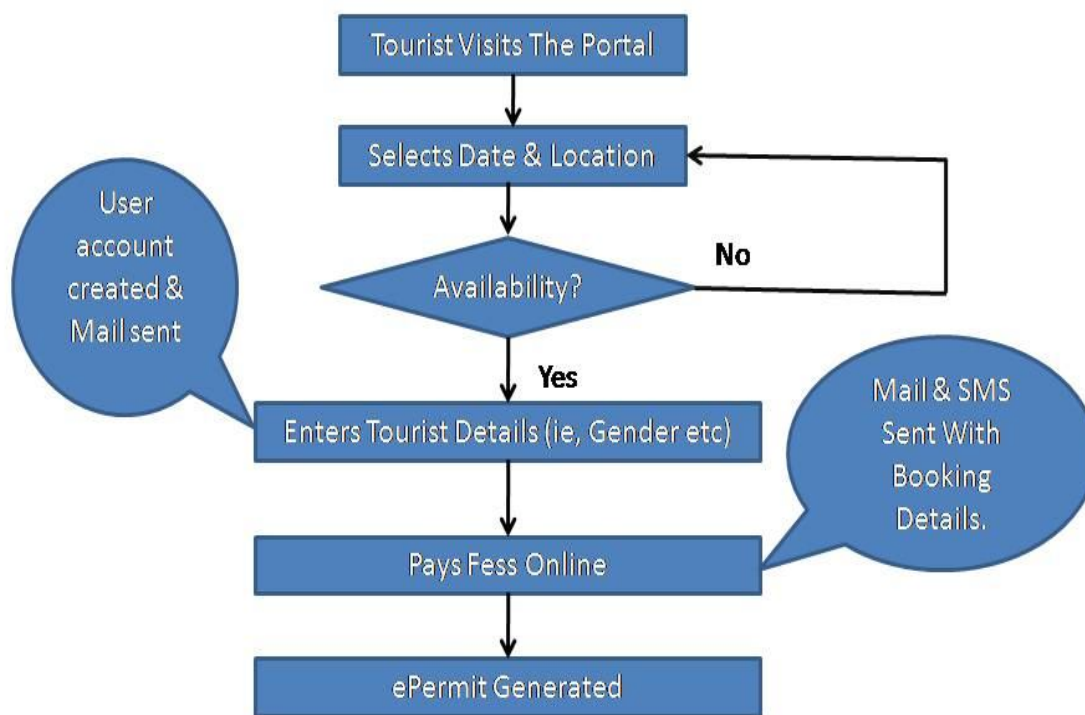 Tourist Visits The Portal
Selects Date & Location
User
account
created &
Mail sent
Availability?
No
Yes
Enters Tourist Details (ie, Gender etc)
Mail & SMS
Sent With
Booking
Details.
Pays Fess Online
ePermit Generated